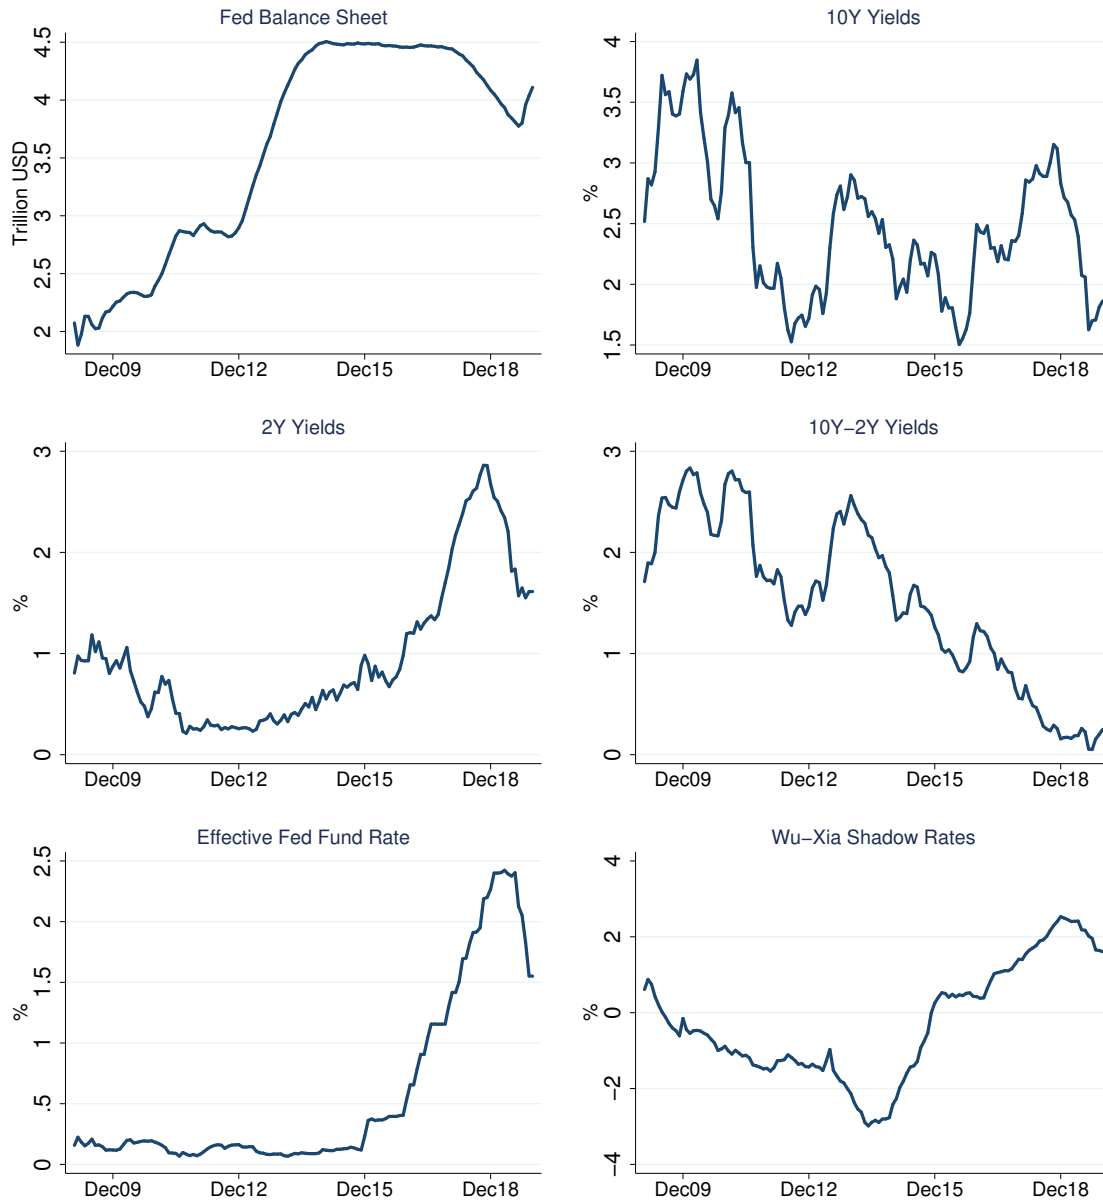 Fed Balance Sheet
Trillion USD
4.5
4
3.5
3
2.5
2
Dec09 Dec12 Dec15 Dec18
10Y Yields
%
4
3.5
3
2.5
2
1.5
Dec09 Dec12 Dec15 Dec18
2Y Yields
%
3
2
1
0
Dec09 Dec12 Dec15 Dec18
10Y−2Y Yields
%
3
2
1
0
Dec09 Dec12 Dec15 Dec18
Effective Fed Fund Rate
%
2.5
2
1.5
1
.5
0
Dec09 Dec12 Dec15 Dec18
Wu−Xia Shadow Rates
%
4
2
0
−2
−4
Dec09 Dec12 Dec15 Dec18